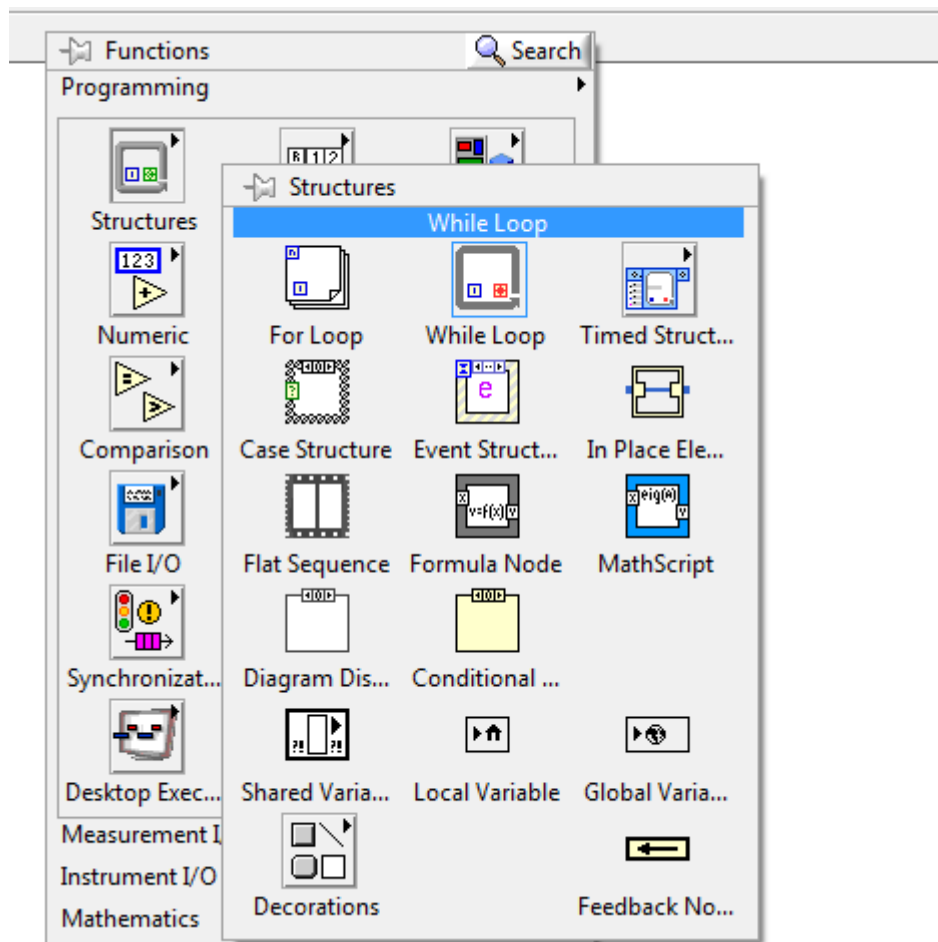 Functions
Search
Programming
Structures
Numeric
Comparison
File I/O
Synchronizat...
Desktop Exec...
Measurement I
Instrument I/O
Mathematics
Structures
While Loop
For Loop
While Loop
Timed Struct...
Case Structure
Event Struct...
In Place Ele...
Flat Sequence
Formula Node
MathScript
Diagram Dis...
Conditional ...
Shared Varia...
Local Variable
Global Varia...
Decorations
Feedback No...